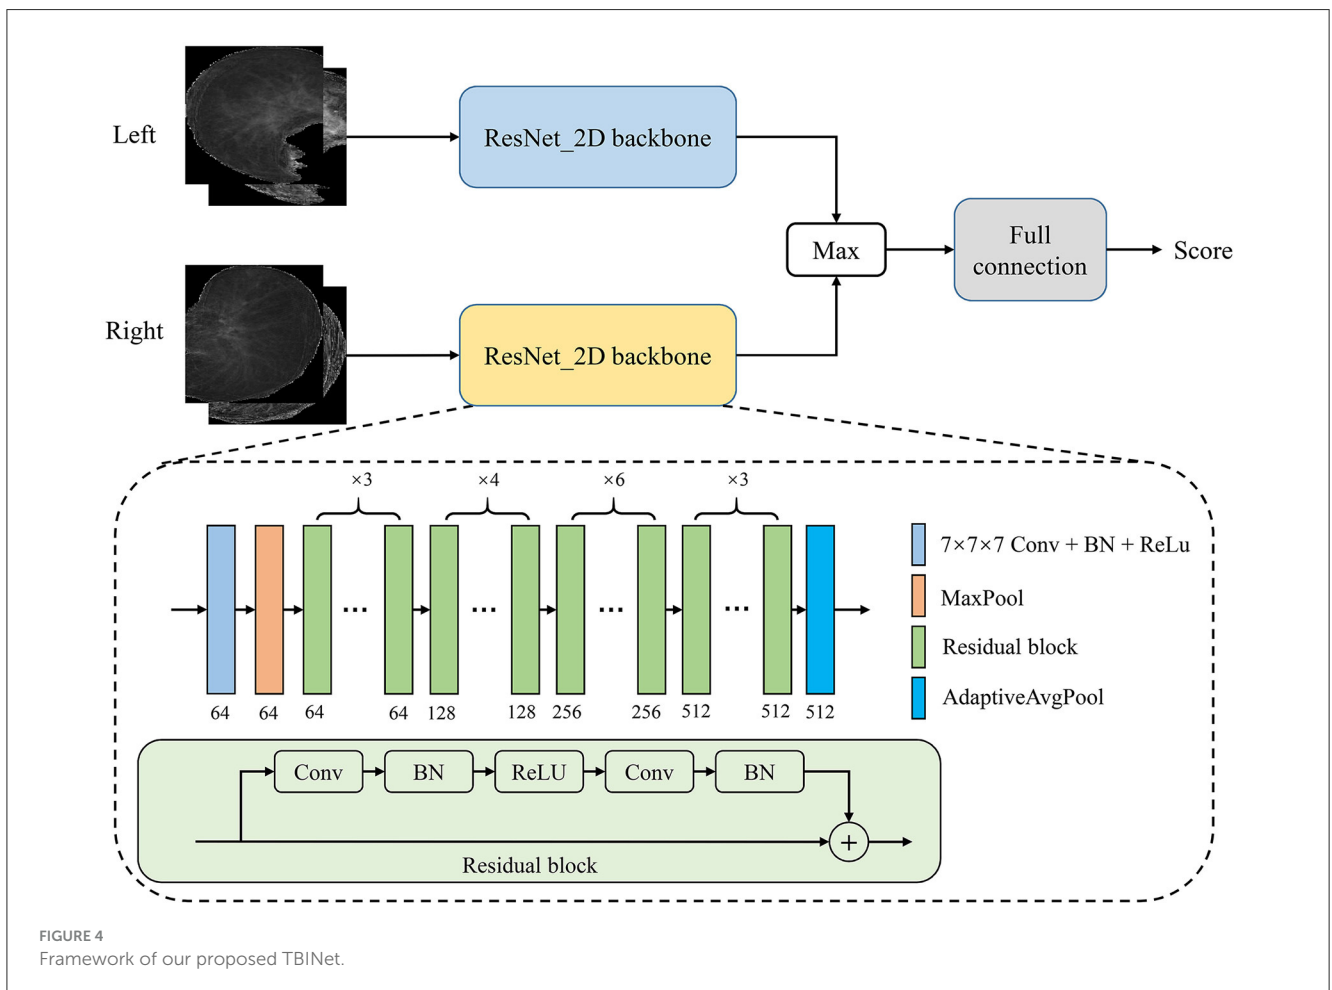 Left
ResNet_2D backbone
Max
Full
connection
Score
Right
ResNet_2D backbone
×3
×4
×6
×3
7×7×7 Conv + BN + ReLu
MaxPool
Residual block
AdaptiveAvgPool
64
64
64
64
128
128
256
256
512
512
512
Conv
BN
ReLU
Conv
BN
+
Residual block
FIGURE 4
Framework of our proposed TBINet.